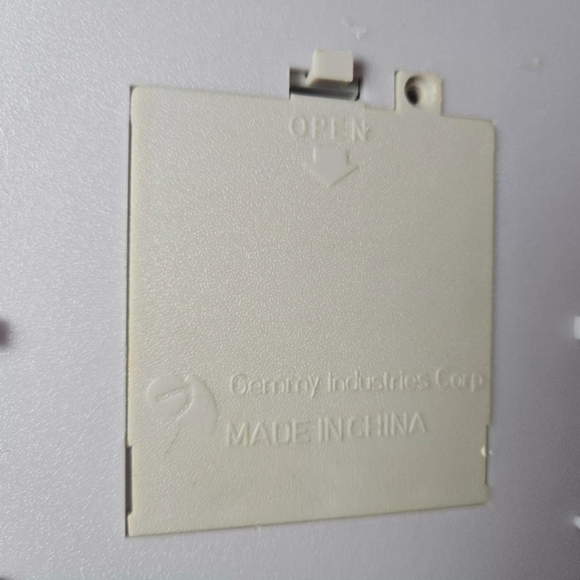 OPEN
Gemmy Industries Corp
MADE IN CHINA